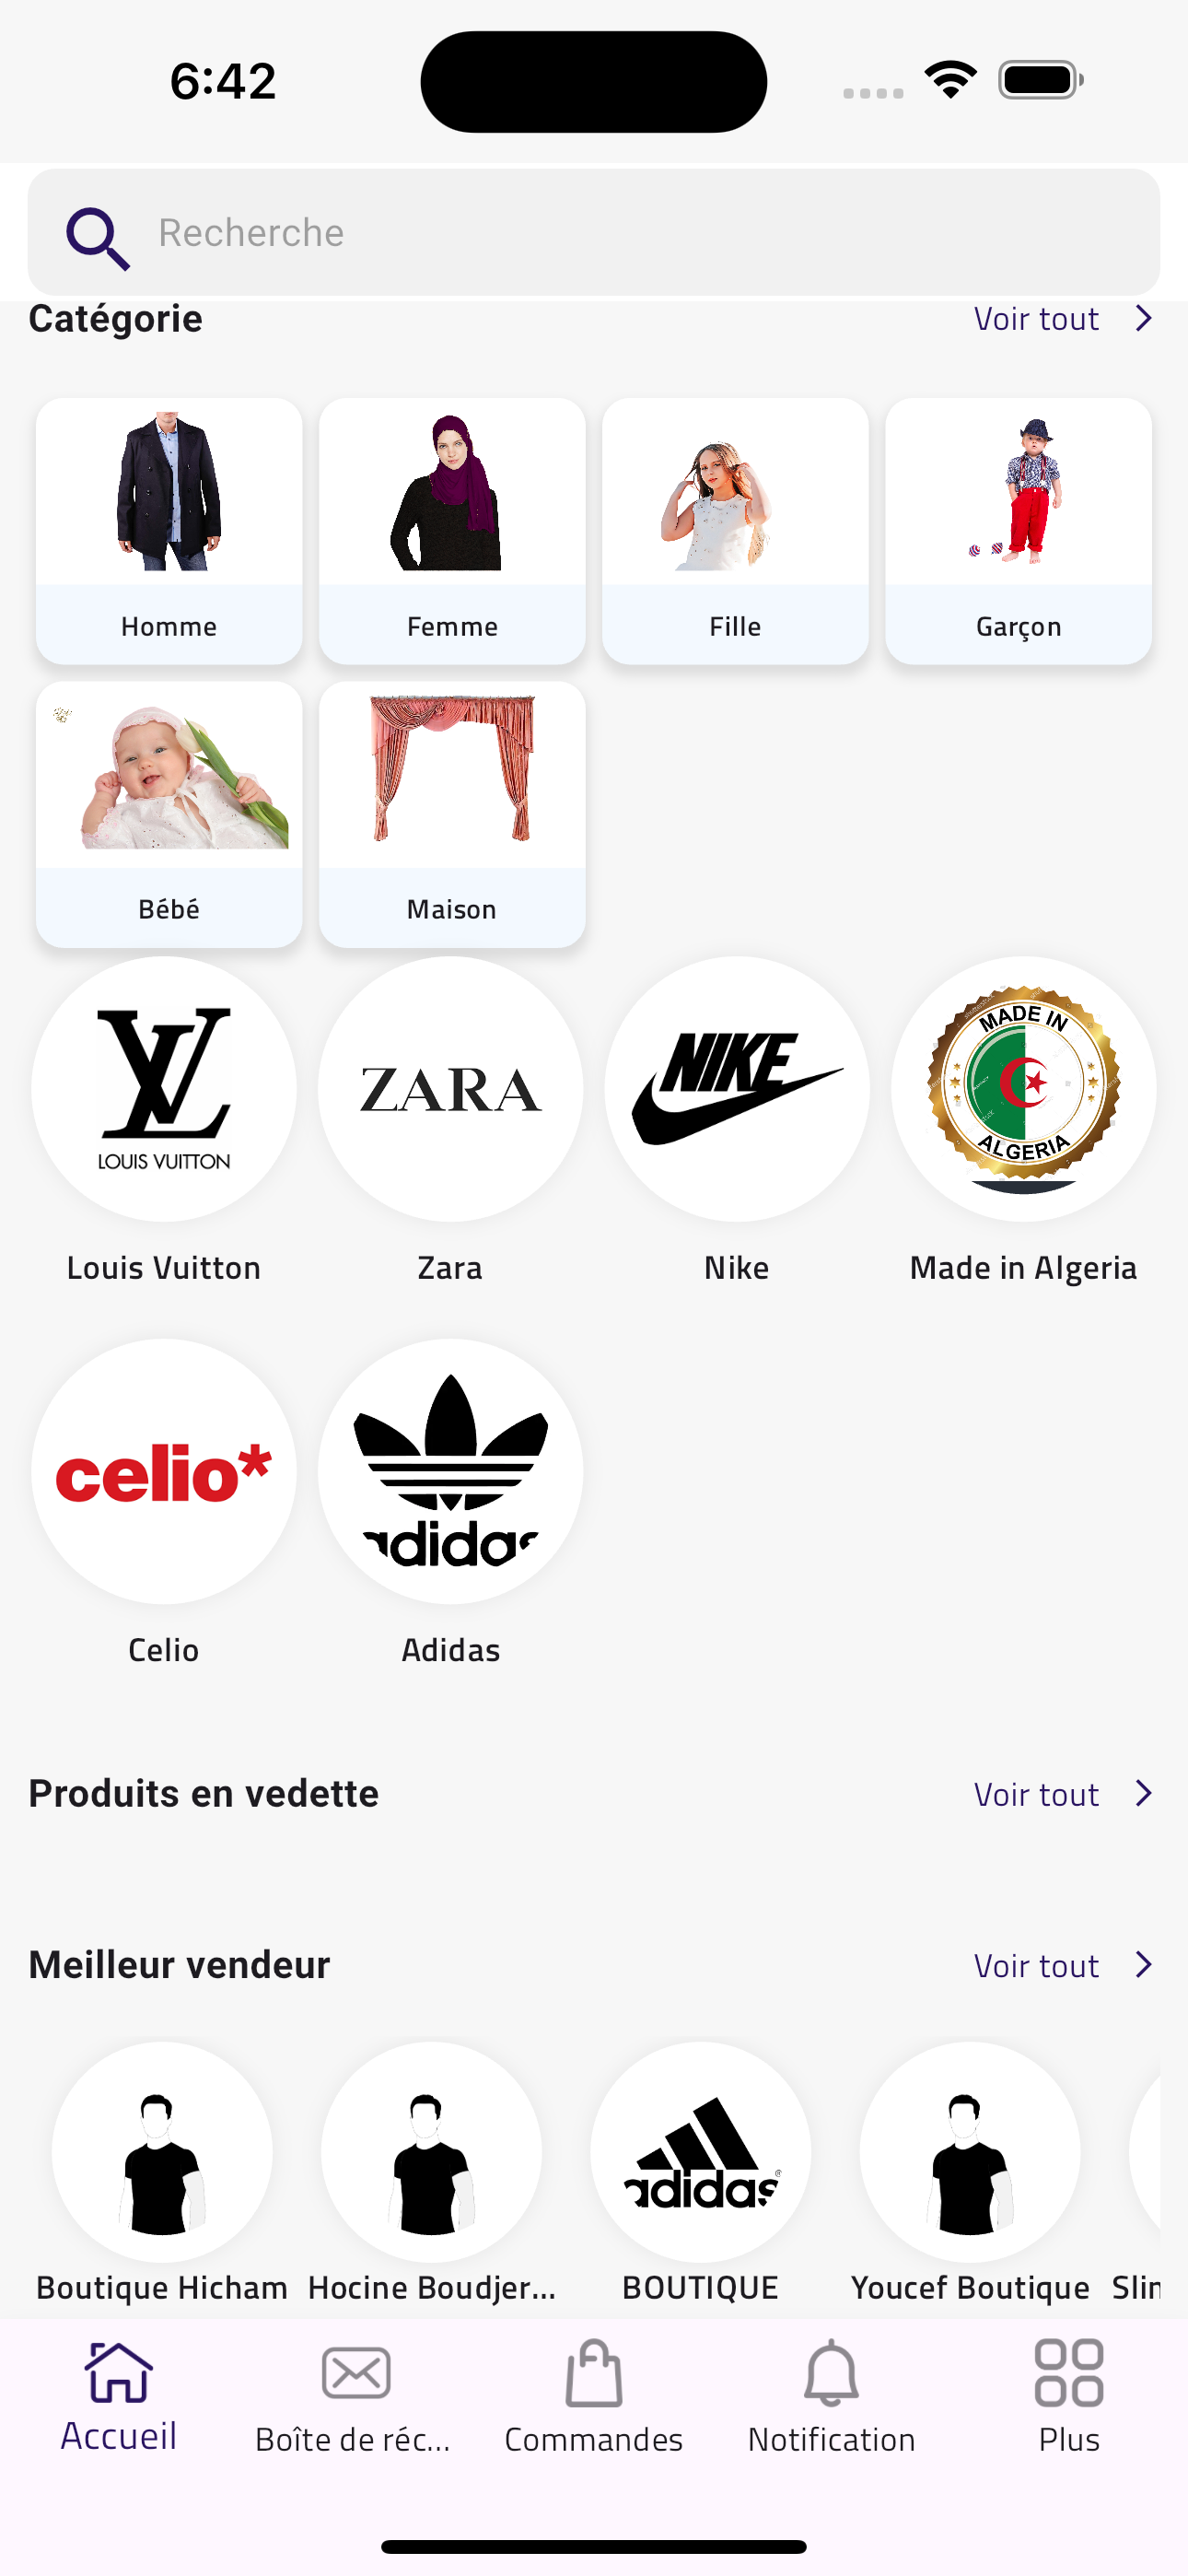 6:42
Recherche
Catégorie
Voir tout
Homme
Femme
Fille
Garçon
Bébé
Maison
LOUIS VUITTON
ZARA
NIKE
MADE IN
ALGERIA
Louis Vuitton
Zara
Nike
Made in Algeria
celio*
adidas
Celio
Adidas
Produits en vedette
Voir tout
Meilleur vendeur
Voir tout
adidas
Boutique Hicham
Hocine Boudjer...
BOUTIQUE
Youcef Boutique
Slim
Accueil
Boîte de réc...
Commandes
Notification
Plus